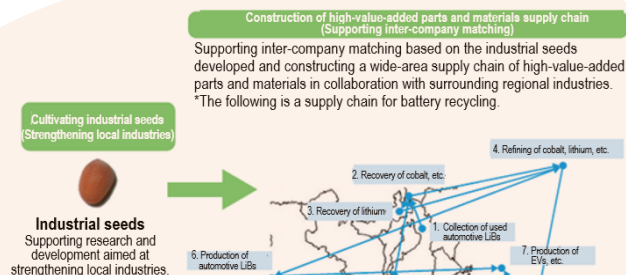 Construction of high-value-added parts and materials supply chain
(Supporting inter-company matching)
Supporting inter-company matching based on the industrial seeds
developed and constructing a wide-area supply chain of high-value-added
parts and materials in collaboration with surrounding regional industries.
*The following is a supply chain for battery recycling.
Cultivating industrial seeds
(Strengthening local industries)
Industrial seeds
Supporting research and
development aimed at
strengthening local industries.
4. Refining of cobalt, lithium, etc.
2. Recovery of cobalt, etc.
3. Recovery of lithium
1. Collection of used
automotive LiBs
6. Production of
automotive LiBs
7. Production of
EVs, etc.